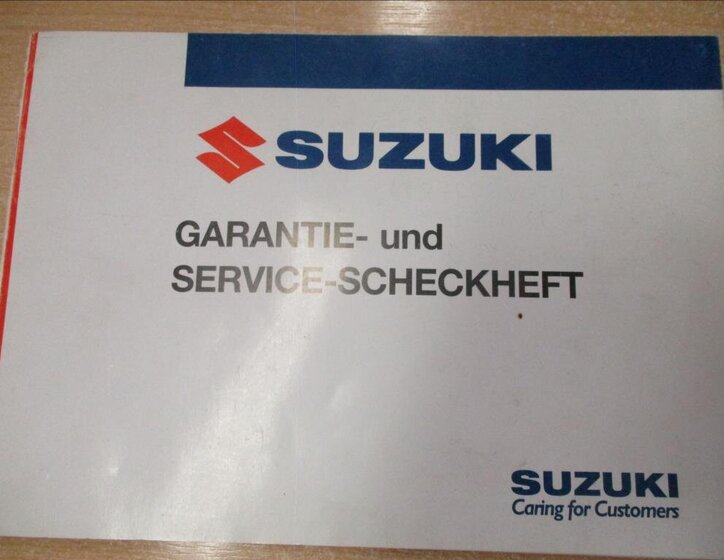 SUZUKI
GARANTIE- und
SERVICE-SCHECKHEFT
SUZUKI
Caring for Customers